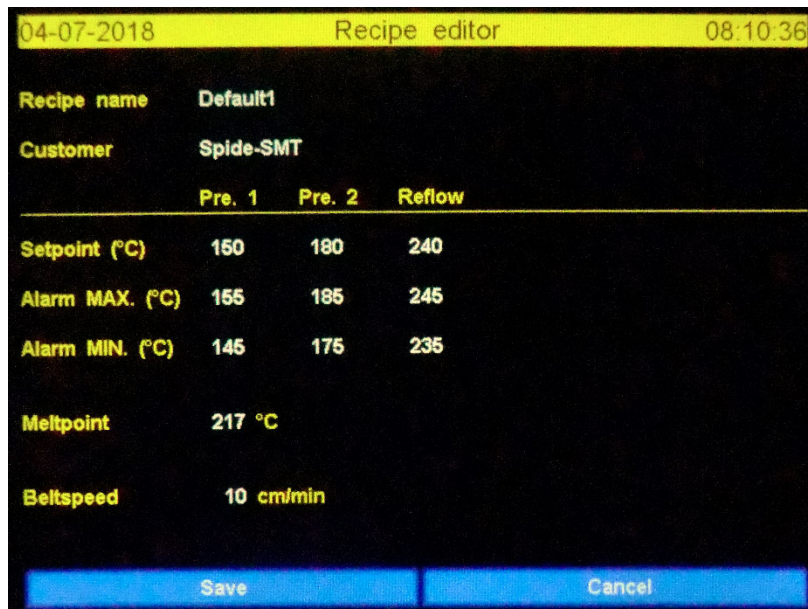 04-07-2018 Recipe editor 08:10:36
Recipe name Default1
Customer Spide-SMT
Pre. 1 Pre. 2 Reflow
Setpoint (°C) 150 180 240
Alarm MAX. (°C) 155 185 245
Alarm MIN. (°C) 145 175 235
Meltpoint 217 °C
Beltspeed 10 cm/min
Save Cancel